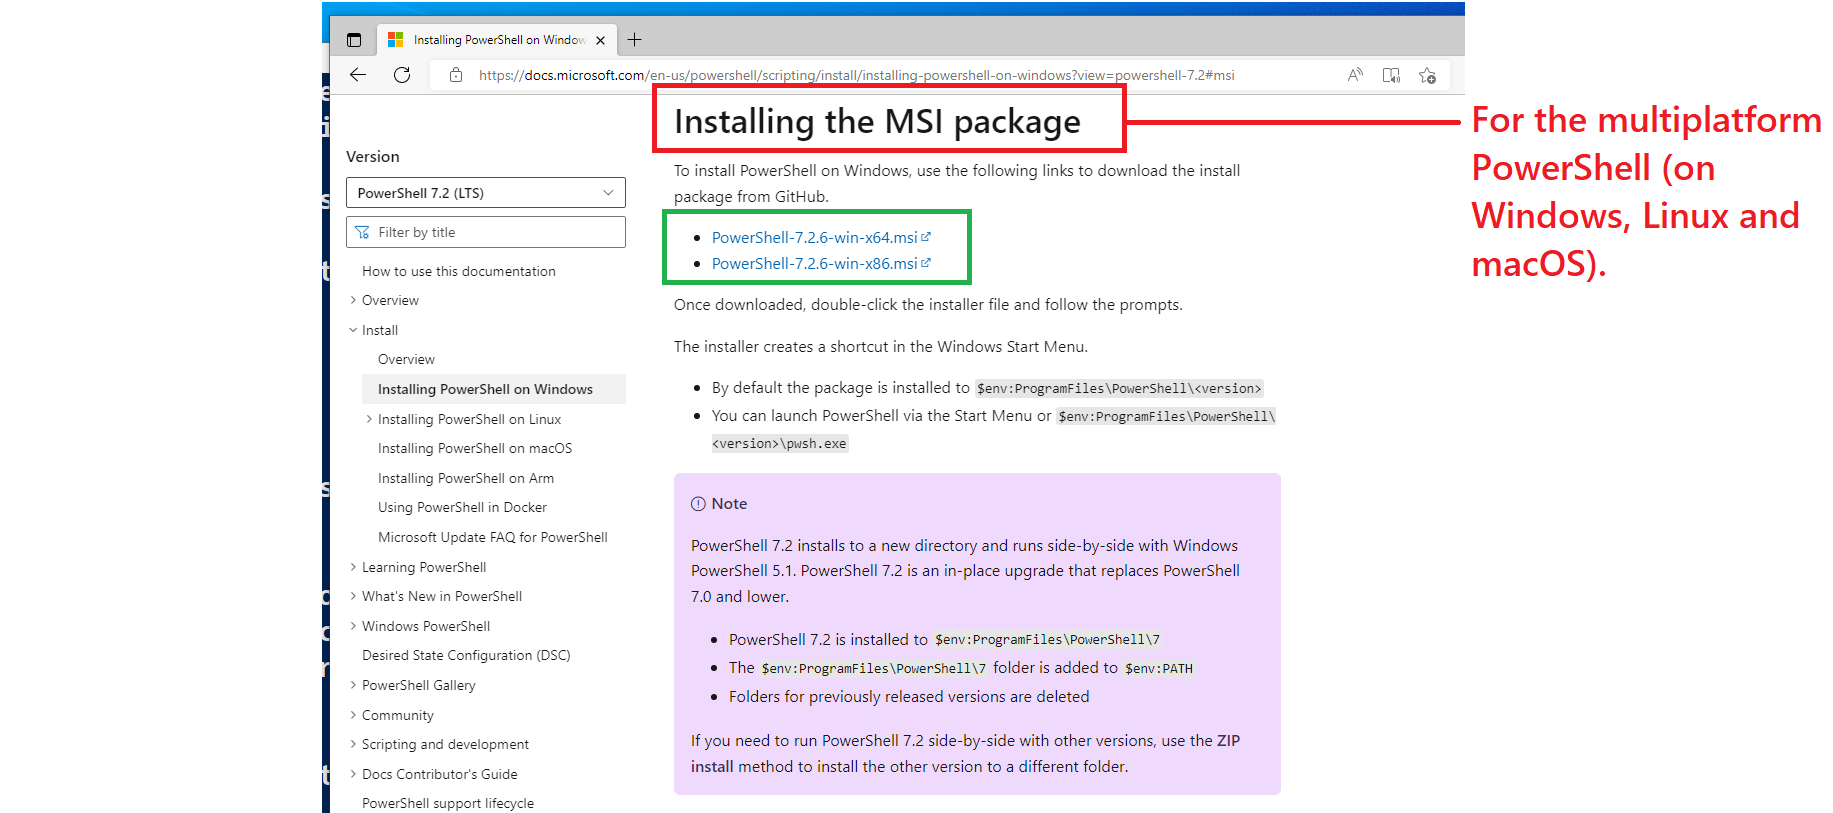 Installing PowerShell on Window
https://docs.microsoft.com/en-us/powershell/scripting/install/installing-powershell-on-windows?view=powershell-7.2#msi
Version
PowerShell 7.2 (LTS)
Filter by title
How to use this documentation
Overview
Install
Overview
Installing PowerShell on Windows
Installing PowerShell on Linux
Installing PowerShell on macOS
Installing PowerShell on Arm
Using PowerShell in Docker
Microsoft Update FAQ for PowerShell
Learning PowerShell
What's New in PowerShell
Windows PowerShell
Desired State Configuration (DSC)
PowerShell Gallery
Community
Scripting and development
Docs Contributor's Guide
PowerShell support lifecycle
Installing the MSI package
To install PowerShell on Windows, use the following links to download the install
package from GitHub.
PowerShell-7.2.6-win-x64.msi
PowerShell-7.2.6-win-x86.msi
Once downloaded, double-click the installer file and follow the prompts.
The installer creates a shortcut in the Windows Start Menu.
By default the package is installed to $env:ProgramFiles\PowerShell\<version>
You can launch PowerShell via the Start Menu or $env:ProgramFiles\PowerShell\
<version>\pwsh.exe
Note
PowerShell 7.2 installs to a new directory and runs side-by-side with Windows
PowerShell 5.1. PowerShell 7.2 is an in-place upgrade that replaces PowerShell
7.0 and lower.
PowerShell 7.2 is installed to $env:ProgramFiles\PowerShell\7
The $env:ProgramFiles\PowerShell\7 folder is added to $env:PATH
Folders for previously released versions are deleted
If you need to run PowerShell 7.2 side-by-side with other versions, use the ZIP
install method to install the other version to a different folder.
For the multiplatform
PowerShell (on
Windows, Linux and
macOS).